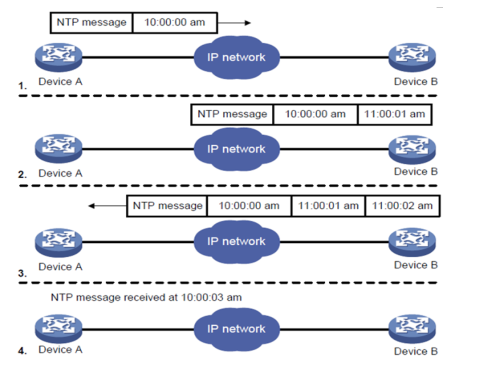 NTP message 10:00:00 am
IP network
Device A
Device B
1.
NTP message 10:00:00 am 11:00:01 am
IP network
Device A
Device B
2.
NTP message 10:00:00 am 11:00:01 am 11:00:02 am
IP network
Device A
Device B
3.
NTP message received at 10:00:03 am
IP network
4. Device A
Device B